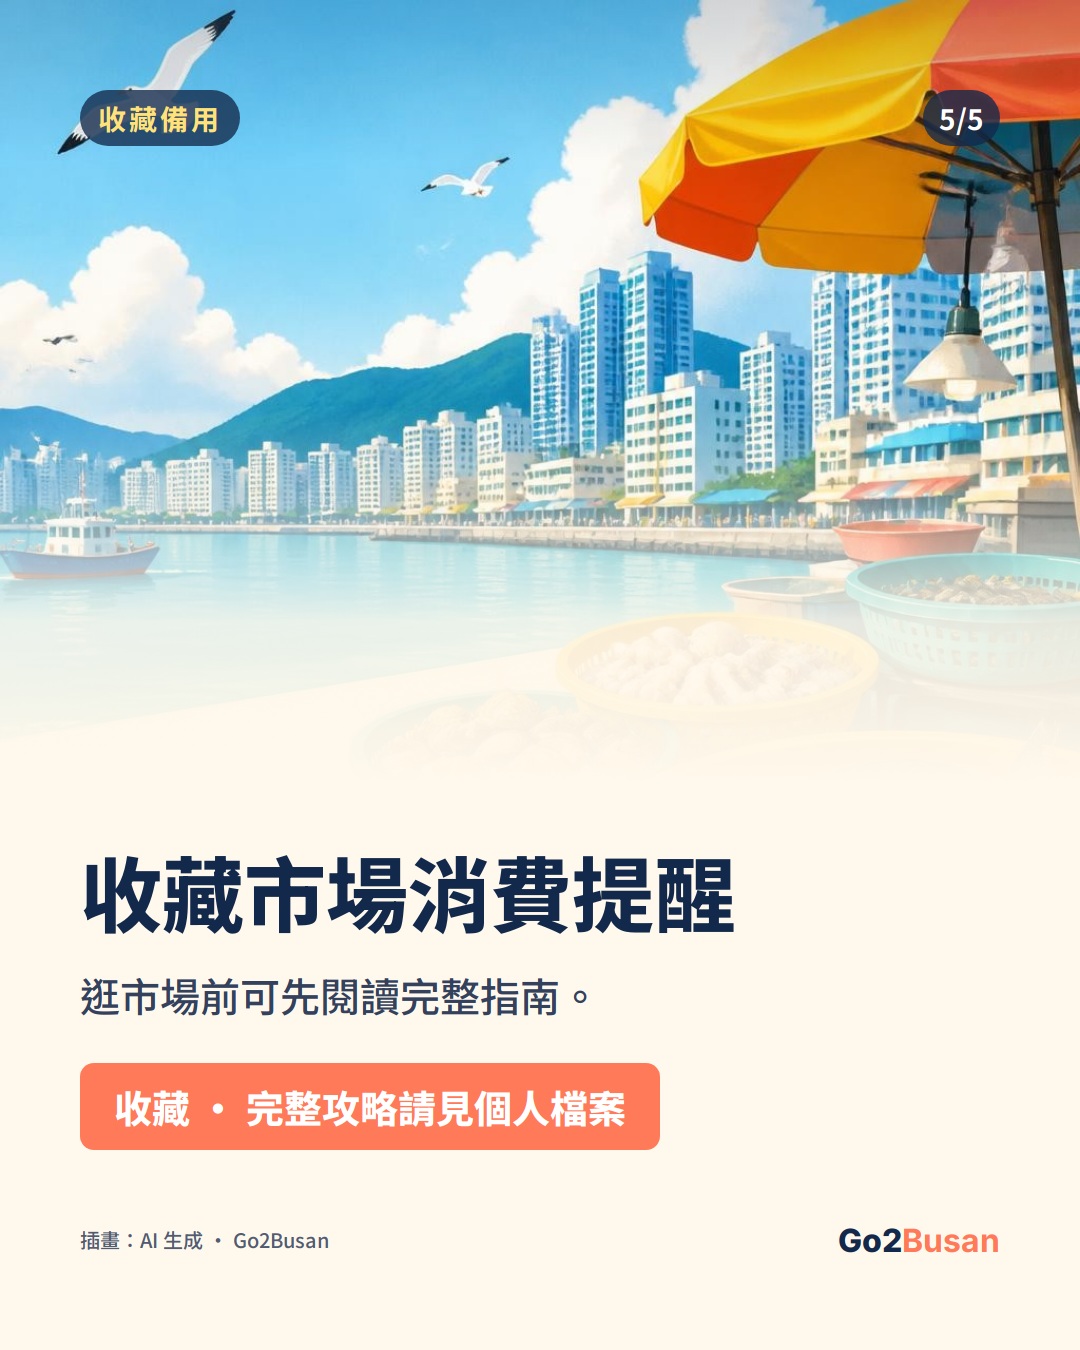 收藏備用
5/5
收藏市場消費提醒
逛市場前可先閱讀完整指南。
收藏 · 完整攻略請見個人檔案
插畫：AI 生成 · Go2Busan
Go2Busan